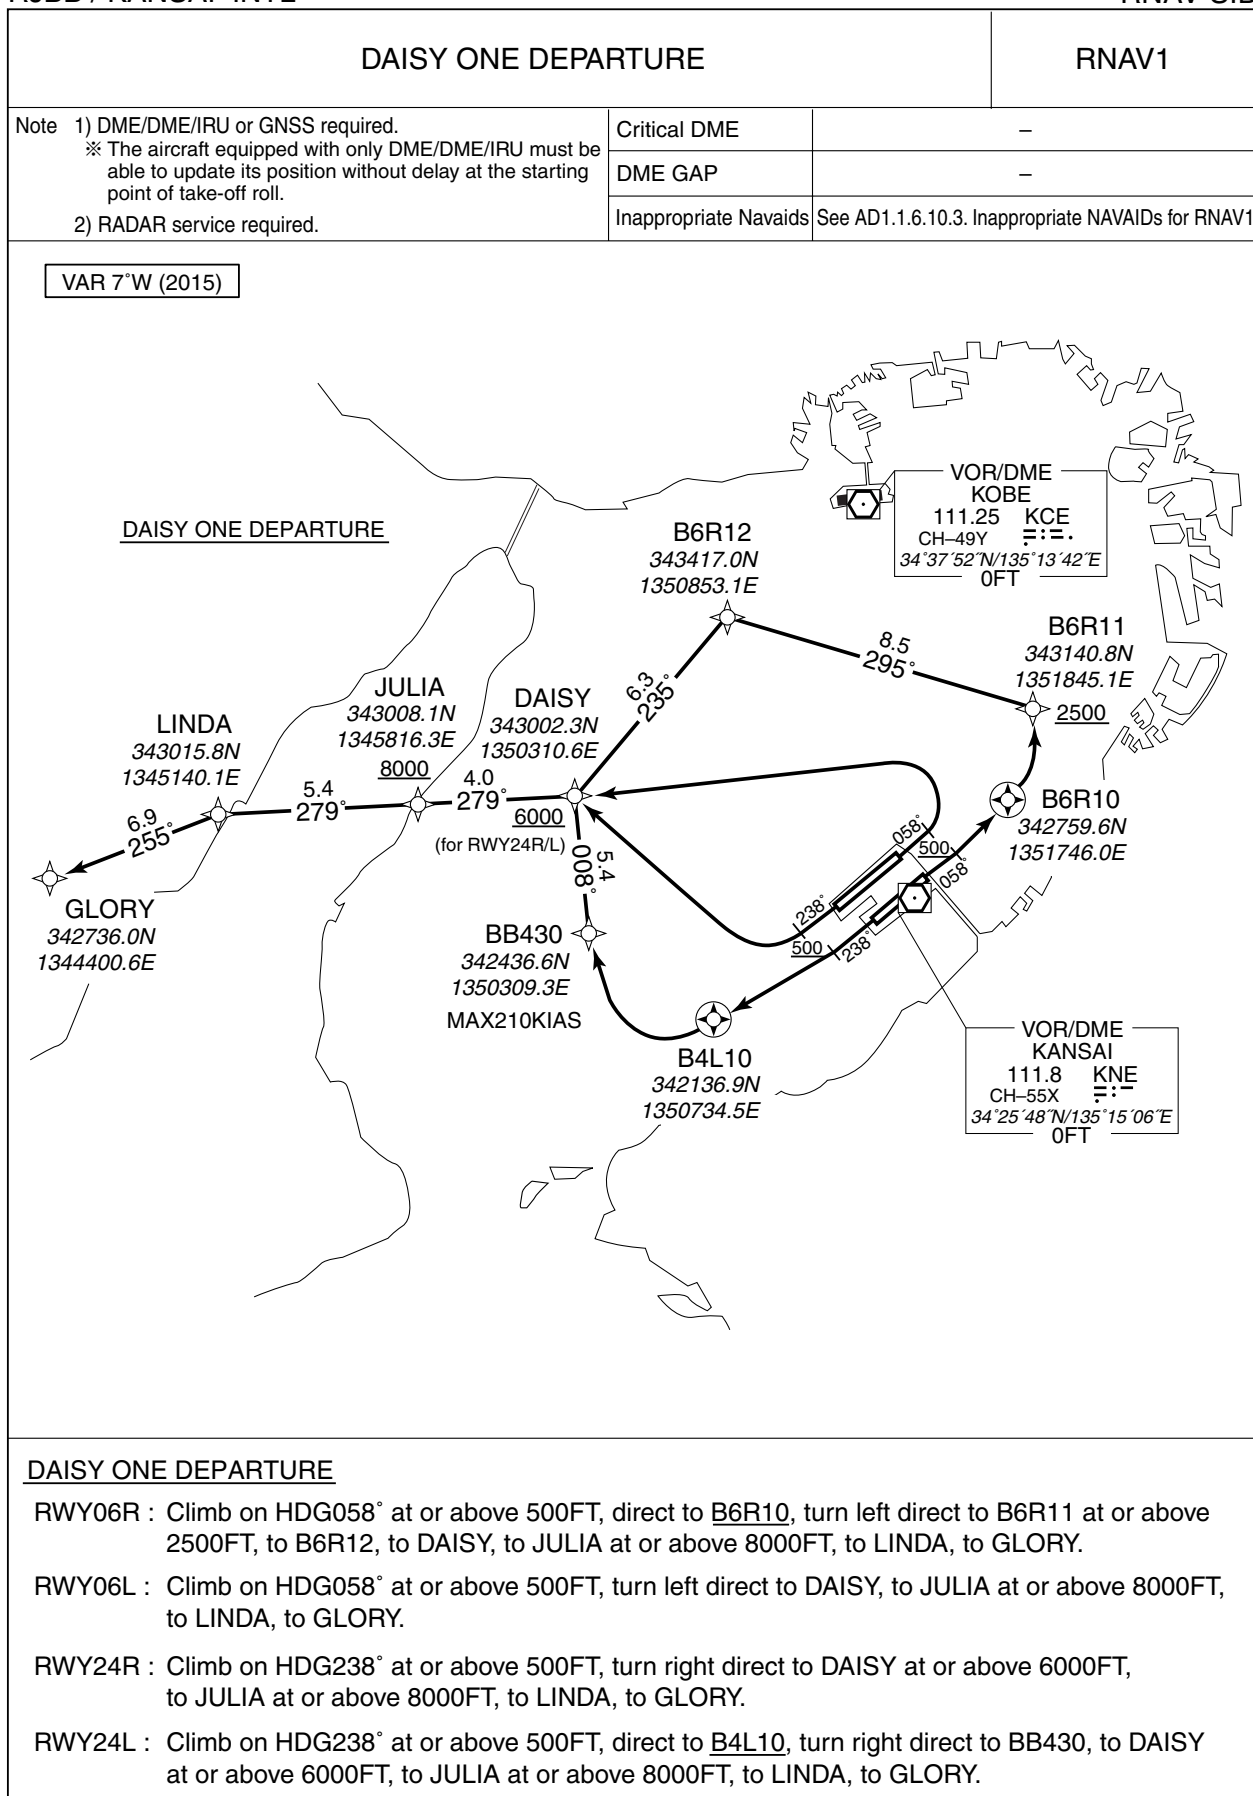 RJBB / KANSAI INTL
RNAV SID
DAISY ONE DEPARTURE
RNAV1
Note 1) DME/DME/IRU or GNSS required.
※ The aircraft equipped with only DME/DME/IRU must be
able to update its position without delay at the starting
point of take-off roll.
2) RADAR service required.
Critical DME –
DME GAP –
Inappropriate Navaids See AD1.1.6.10.3. Inappropriate NAVAIDs for RNAV1
VAR 7˚W (2015)
DAISY ONE DEPARTURE
VOR/DME
KOBE
111.25 KCE
CH–49Y
34˚37´52˝N/135˚13´42˝E
0FT
B6R12
343417.0N
1350853.1E
8.5
295˚
B6R11
343140.8N
1351845.1E
2500
6.3
235˚
JULIA
343008.1N
1345816.3E
8000
DAISY
343002.3N
1350310.6E
6000
(for RWY24R/L)
LINDA
343015.8N
1345140.1E
4.0
279˚
5.4
279˚
6.9
255˚
GLORY
342736.0N
1344400.6E
B6R10
342759.6N
1351746.0E
058˚
500
058˚
5.4
008˚
238˚
500
238˚
BB430
342436.6N
1350309.3E
MAX210KIAS
B4L10
342136.9N
1350734.5E
VOR/DME
KANSAI
111.8 KNE
CH–55X
34˚25´48˝N/135˚15´06˝E
0FT
DAISY ONE DEPARTURE
RWY06R : Climb on HDG058˚ at or above 500FT, direct to B6R10, turn left direct to B6R11 at or above
2500FT, to B6R12, to DAISY, to JULIA at or above 8000FT, to LINDA, to GLORY.
RWY06L : Climb on HDG058˚ at or above 500FT, turn left direct to DAISY, to JULIA at or above 8000FT,
to LINDA, to GLORY.
RWY24R : Climb on HDG238˚ at or above 500FT, turn right direct to DAISY at or above 6000FT,
to JULIA at or above 8000FT, to LINDA, to GLORY.
RWY24L : Climb on HDG238˚ at or above 500FT, direct to B4L10, turn right direct to BB430, to DAISY
at or above 6000FT, to JULIA at or above 8000FT, to LINDA, to GLORY.